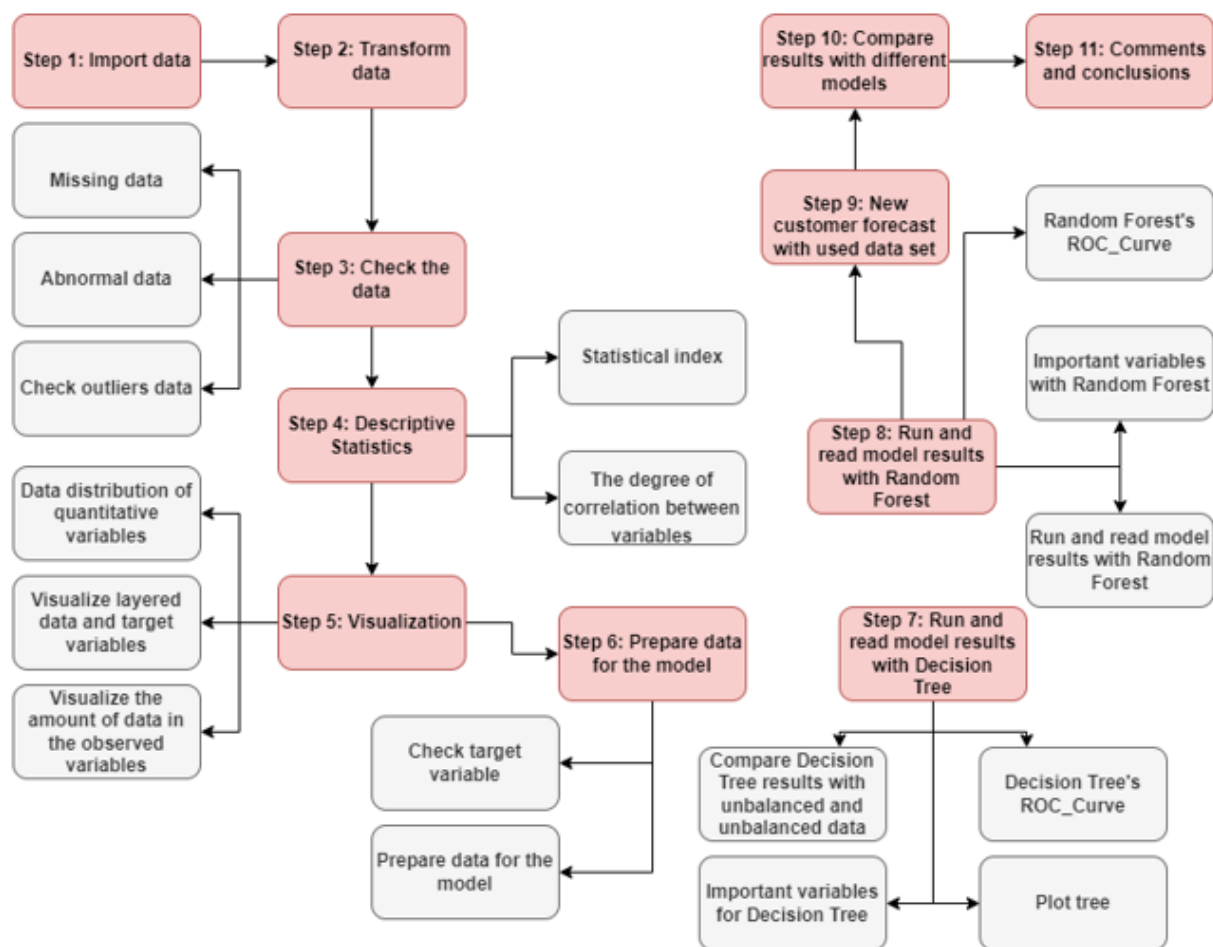 Step 1: Import data
Step 2: Transform
data
Missing data
Abnormal data
Check outliers data
Step 3: Check the
data
Step 4: Descriptive
Statistics
Statistical index
The degree of
correlation between
variables
Data distribution of
quantitative
variables
Visualize layered
data and target
variables
Visualize the
amount of data in
the observed
variables
Step 5: Visualization
Step 6: Prepare data
for the model
Check target
variable
Prepare data for the
model
Step 7: Run and
read model results
with Decision
Tree
Compare Decision
Tree results with
unbalanced and
unbalanced data
Decision Tree's
ROC_Curve
Important variables
for Decision Tree
Plot tree
Step 8: Run and
read model results
with Random
Forest
Random Forest's
ROC_Curve
Important variables
with Random Forest
Run and read model
results with Random
Forest
Step 9: New
customer forecast
with used data set
Step 10: Compare
results with different
models
Step 11: Comments
and conclusions